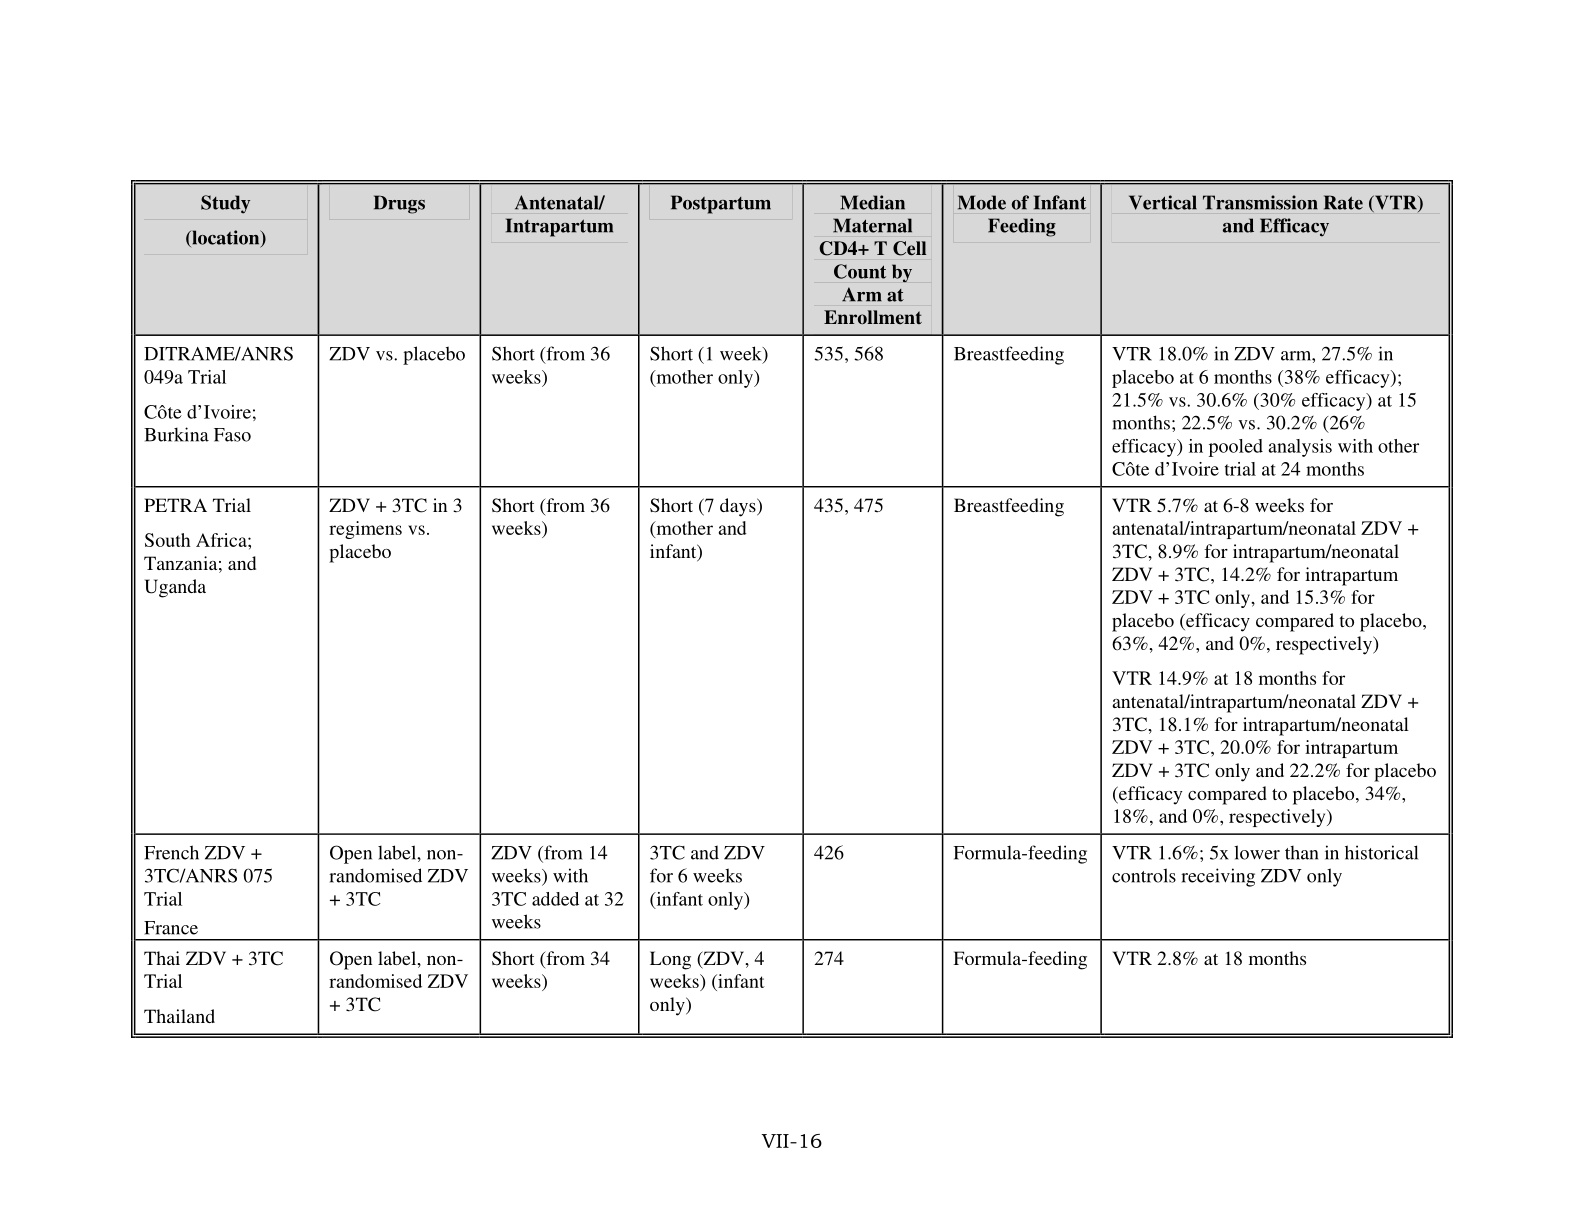 Study
(location)
Drugs
Antenatal/
Intrapartum
Postpartum
Median
Maternal
CD4+ T Cell
Count by
Arm at
Enrollment
Mode of Infant
Feeding
Vertical Transmission Rate (VTR)
and Efficacy
DITRAME/ANRS
049a Trial
Côte d’Ivoire;
Burkina Faso
ZDV vs. placebo
Short (from 36
weeks)
Short (1 week)
(mother only)
535, 568
Breastfeeding
VTR 18.0% in ZDV arm, 27.5% in
placebo at 6 months (38% efficacy);
21.5% vs. 30.6% (30% efficacy) at 15
months; 22.5% vs. 30.2% (26%
efficacy) in pooled analysis with other
Côte d’Ivoire trial at 24 months
PETRA Trial
South Africa;
Tanzania; and
Uganda
ZDV + 3TC in 3
regimens vs.
placebo
Short (from 36
weeks)
Short (7 days)
(mother and
infant)
435, 475
Breastfeeding
VTR 5.7% at 6-8 weeks for
antenatal/intrapartum/neonatal ZDV +
3TC, 8.9% for intrapartum/neonatal
ZDV + 3TC, 14.2% for intrapartum
ZDV + 3TC only, and 15.3% for
placebo (efficacy compared to placebo,
63%, 42%, and 0%, respectively)
VTR 14.9% at 18 months for
antenatal/intrapartum/neonatal ZDV +
3TC, 18.1% for intrapartum/neonatal
ZDV + 3TC, 20.0% for intrapartum
ZDV + 3TC only and 22.2% for placebo
(efficacy compared to placebo, 34%,
18%, and 0%, respectively)
French ZDV +
3TC/ANRS 075
Trial
France
Open label, non-
randomised ZDV
+ 3TC
ZDV (from 14
weeks) with
3TC added at 32
weeks
3TC and ZDV
for 6 weeks
(infant only)
426
Formula-feeding
VTR 1.6%; 5x lower than in historical
controls receiving ZDV only
Thai ZDV + 3TC
Trial
Thailand
Open label, non-
randomised ZDV
+ 3TC
Short (from 34
weeks)
Long (ZDV, 4
weeks) (infant
only)
274
Formula-feeding
VTR 2.8% at 18 months
VII-16